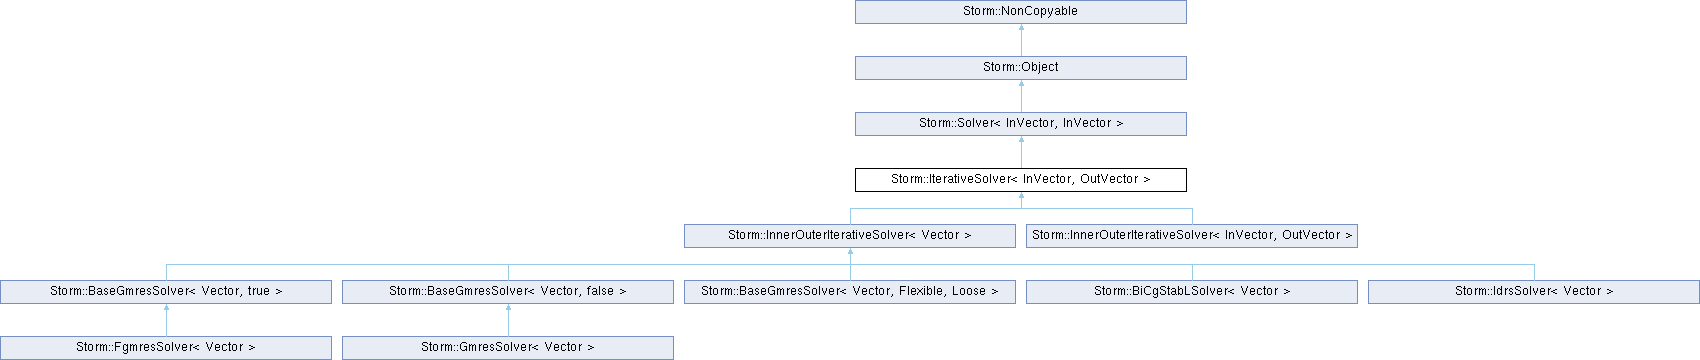 Storm::NonCopyable
Storm::Object
Storm::Solver< InVector, InVector >
Storm::IterativeSolver< InVector, OutVector >
Storm::InnerOuterIterativeSolver< Vector >
Storm::InnerOuterIterativeSolver< InVector, OutVector >
Storm::BaseGmresSolver< Vector, true >
Storm::BaseGmresSolver< Vector, false >
Storm::BaseGmresSolver< Vector, Flexible, Loose >
Storm::BiCgStabLSolver< Vector >
Storm::IdrsSolver< Vector >
Storm::FgmresSolver< Vector >
Storm::GmresSolver< Vector >